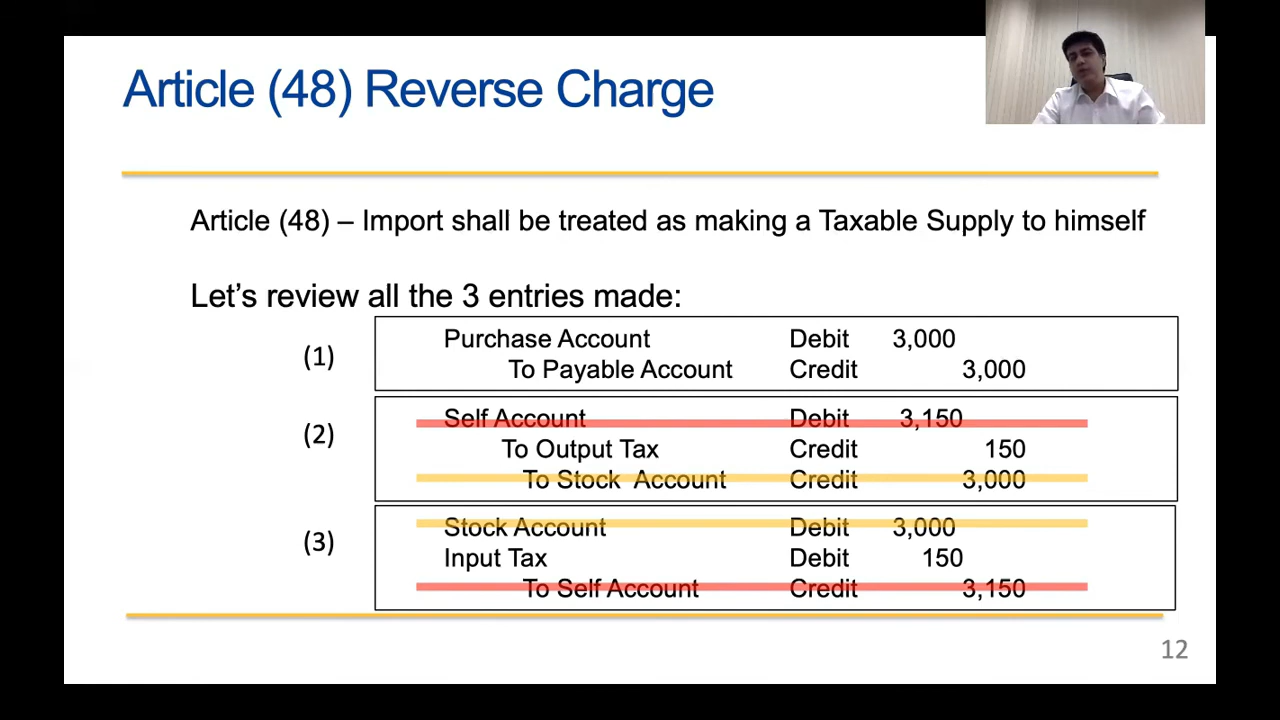 Article (48) Reverse Charge
Article (48) – Import shall be treated as making a Taxable Supply to himself
Let’s review all the 3 entries made:
(1)
Purchase Account Debit 3,000
To Payable Account Credit 3,000
(2)
Self Account Debit 3,150
To Output Tax Credit 150
To Stock Account Credit 3,000
(3)
Stock Account Debit 3,000
Input Tax Debit 150
To Self Account Credit 3,150
12